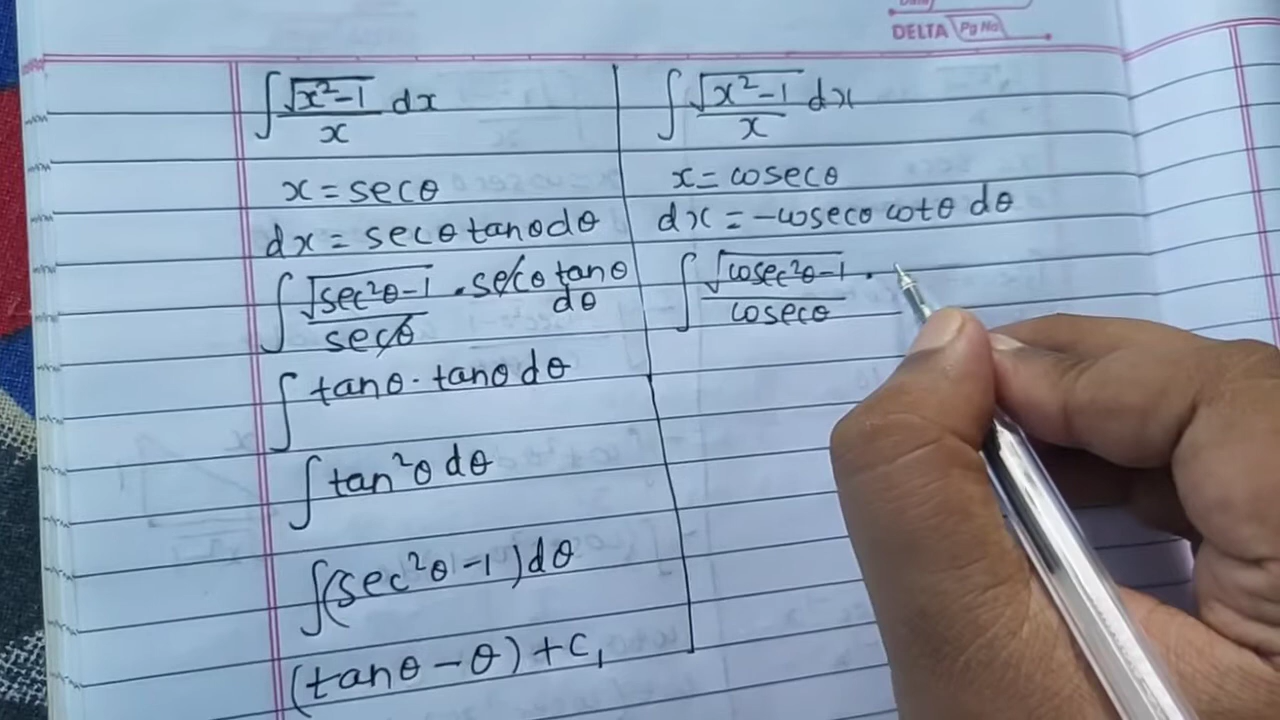 DELTA Pg No
∫ √(x²-1)/x dx
x = secθ
dx = secθ tanθ dθ
∫ √(sec²θ-1)/secθ · secθ tanθ dθ
∫ tanθ · tanθ dθ
∫ tan²θ dθ
∫ (sec²θ - 1) dθ
(tanθ - θ) + C₁
∫ √(x²-1)/x dx
x = cosecθ
dx = -cosecθ cotθ dθ
∫ √(cosec²θ-1)/cosecθ ·